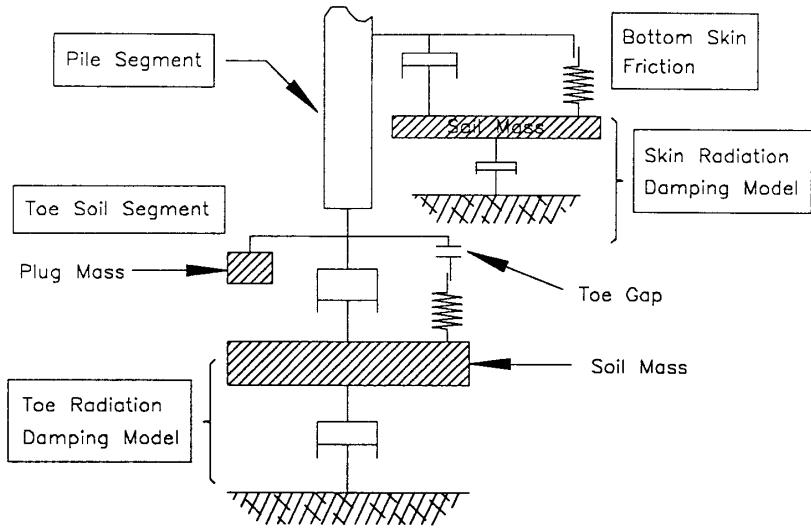 Pile Segment
Bottom Skin
Friction
Soil Mass
Skin Radiation
Damping Model
Toe Soil Segment
Plug Mass
Toe Gap
Soil Mass
Toe Radiation
Damping Model